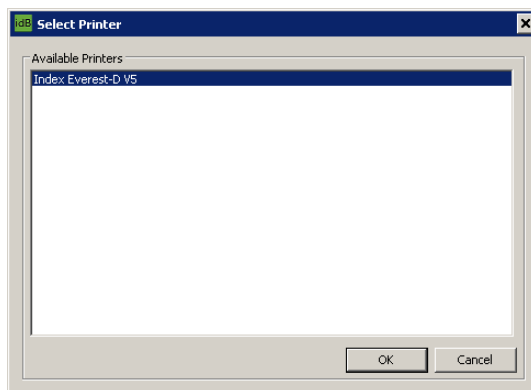 idB Select Printer
Available Printers
Index Everest-D V5
OK Cancel